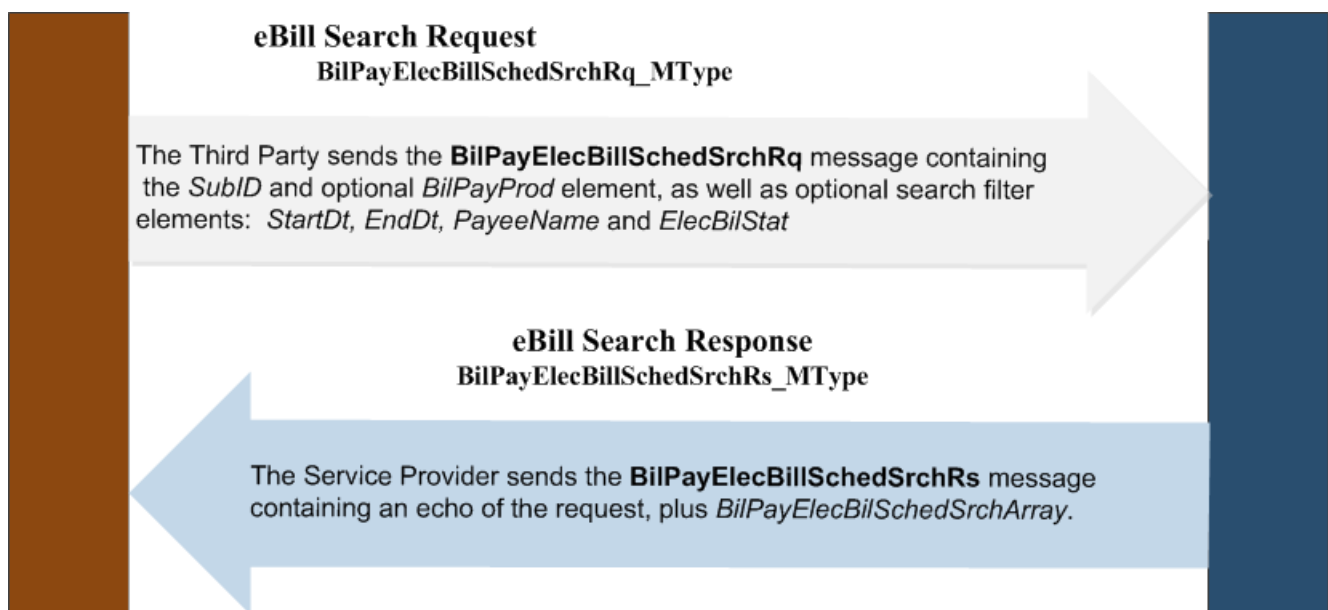 eBill Search Request
BilPayElecBillSchedSrchRq_MType
The Third Party sends the BilPayElecBillSchedSrchRq message containing
the SubID and optional BilPayProd element, as well as optional search filter
elements: StartDt, EndDt, PayeeName and ElecBilStat
eBill Search Response
BilPayElecBillSchedSrchRs_MType
The Service Provider sends the BilPayElecBillSchedSrchRs message
containing an echo of the request, plus BilPayElecBilSchedSrchArray.